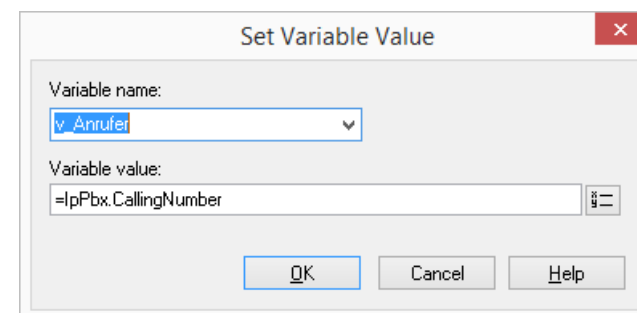 Set Variable Value
Variable name:
v_Anrufer
Variable value:
=IpPbx.CallingNumber
OK Cancel Help